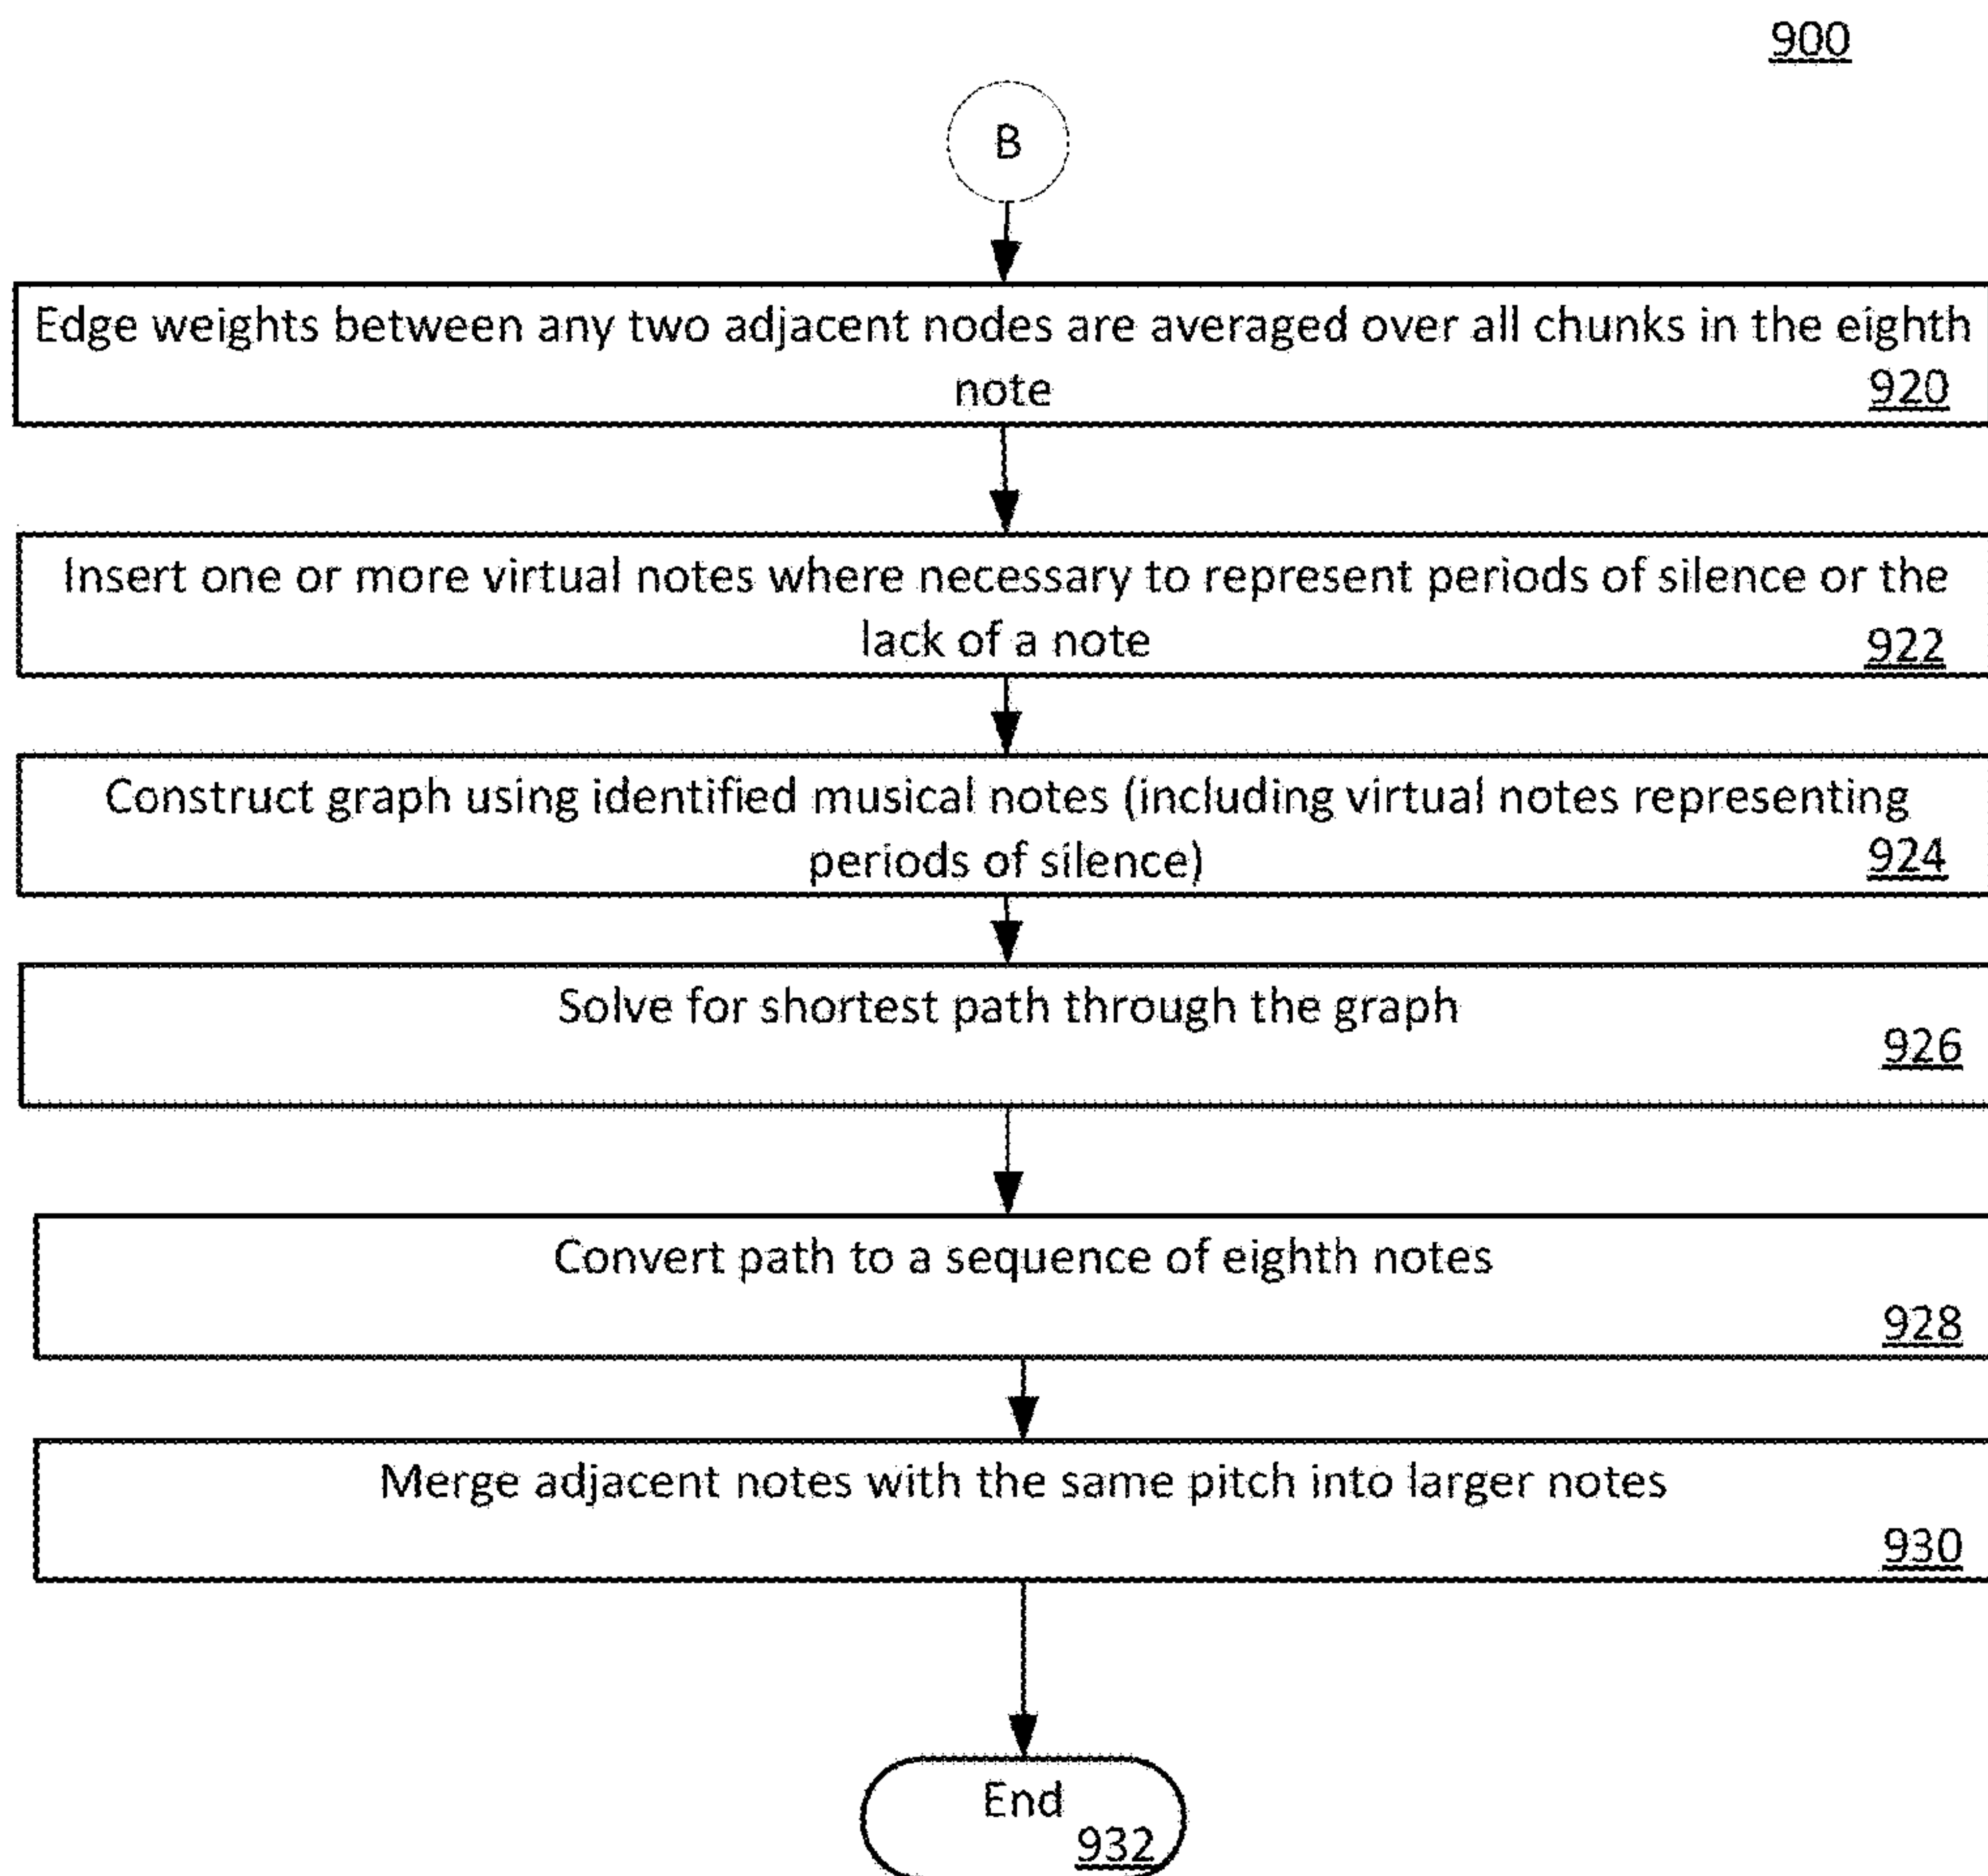 900
B
Edge weights between any two adjacent nodes are averaged over all chunks in the eighth
note 920
Insert one or more virtual notes where necessary to represent periods of silence or the
lack of a note 922
Construct graph using identified musical notes (including virtual notes representing
periods of silence) 924
Solve for shortest path through the graph
926
Convert path to a sequence of eighth notes
928
Merge adjacent notes with the same pitch into larger notes
930
End
932